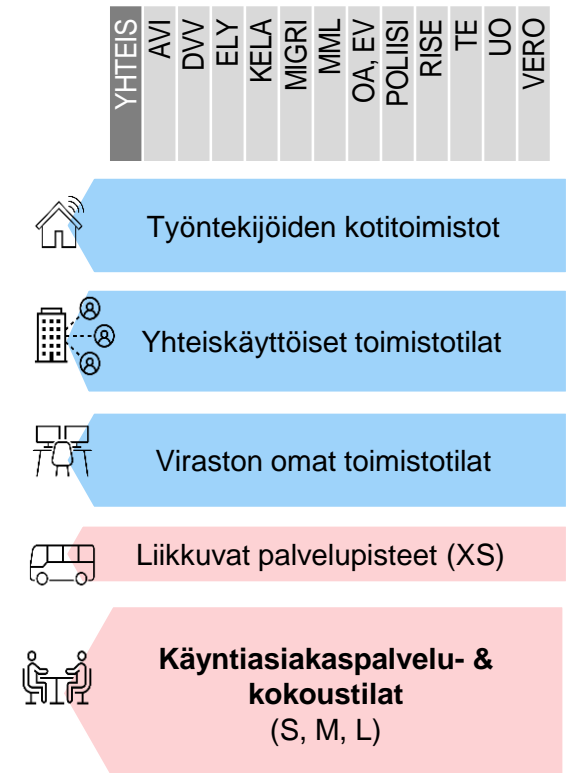 YHTEIS
AVI
DVV
ELY
KELA
MIGRI
MML
OA, EV
POLIISI
RISE
TE
UO
VERO
Työntekijöiden kotitoimistot
Yhteiskäyttöiset toimistotilat
Viraston omat toimistotilat
Liikkuvat palvelupisteet (XS)
Käyntiasiakaspalvelu- &
kokoustilat
(S, M, L)